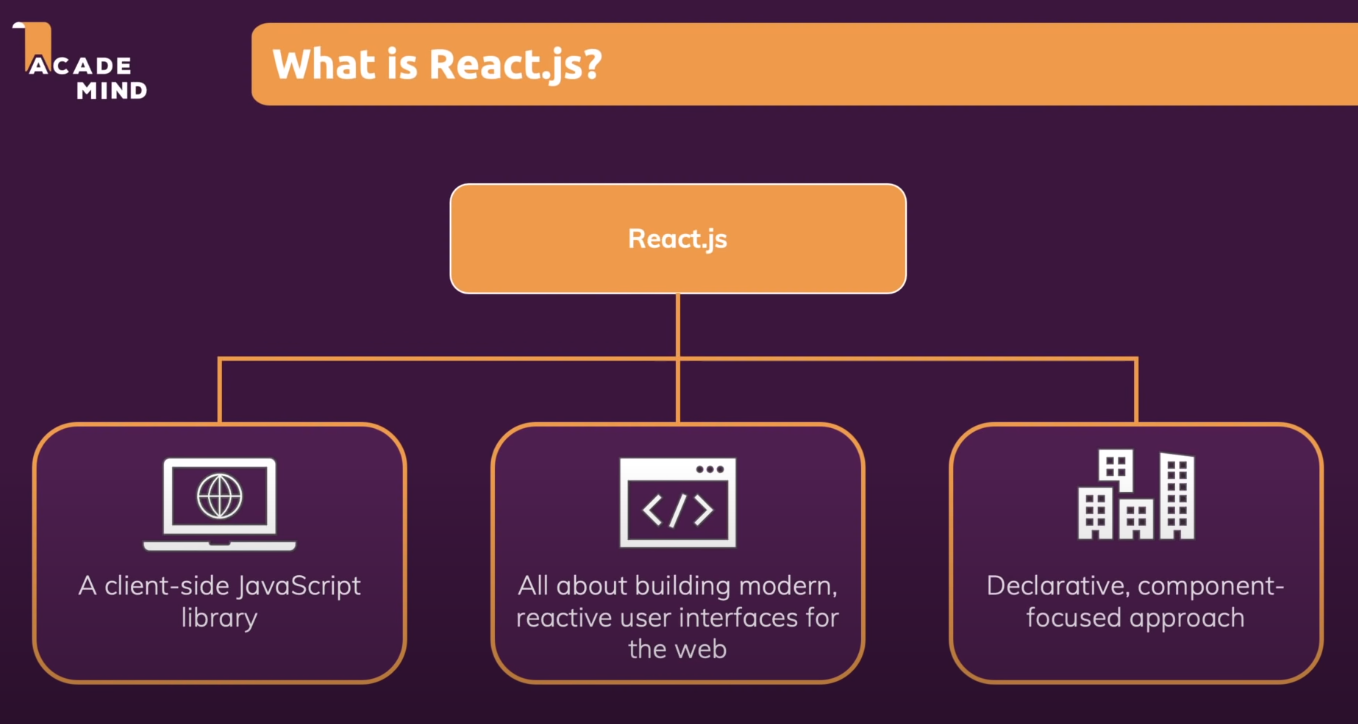 ACADE
MIND
What is React.js?
React.js
A client-side JavaScript
library
All about building modern,
reactive user interfaces for
the web
Declarative, component-
focused approach